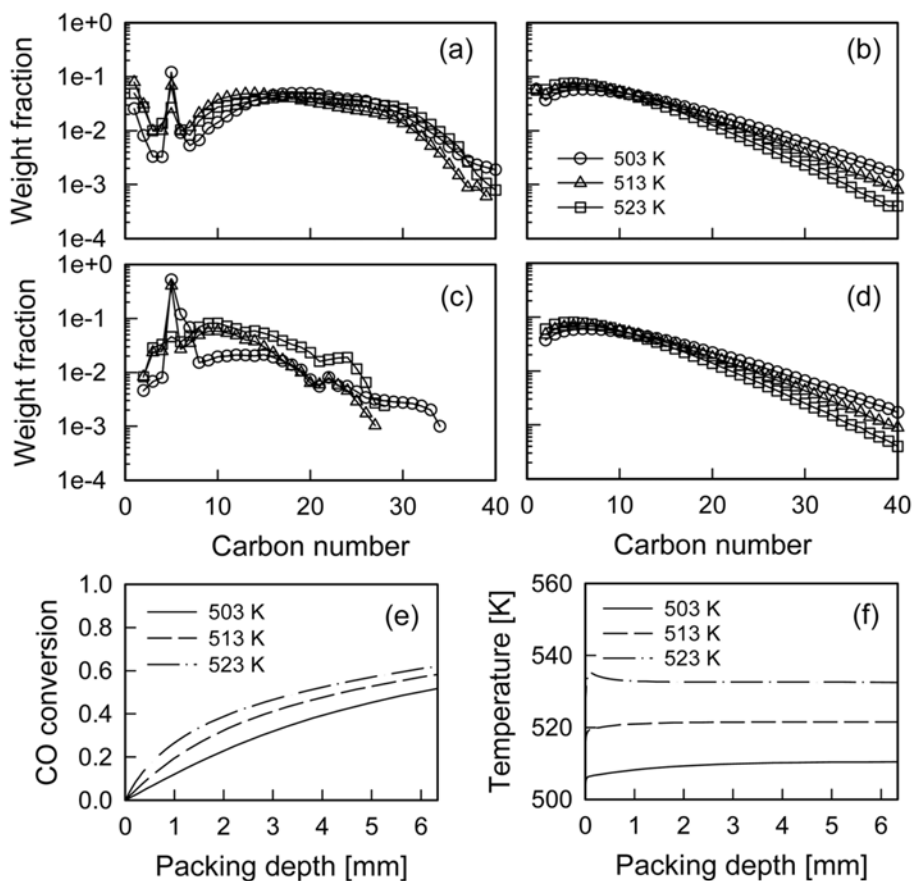 1e+0
1e-1
1e-2
1e-3
1e-4
Weight fraction
(a)
(b)
503 K
513 K
523 K
Weight fraction
1e+0
1e-1
1e-2
1e-3
1e-4
Weight fraction
(c)
(d)
Weight fraction
0 10 20 30 40
0 10 20 30 40
Carbon number
Carbon number
1.0
0.8
0.6
0.4
0.2
0.0
CO conversion
503 K
513 K
523 K
(e)
0 1 2 3 4 5 6
Packing depth [mm]
560
540
520
500
Temperature [K]
503 K
513 K
523 K
(f)
0 1 2 3 4 5 6
Packing depth [mm]